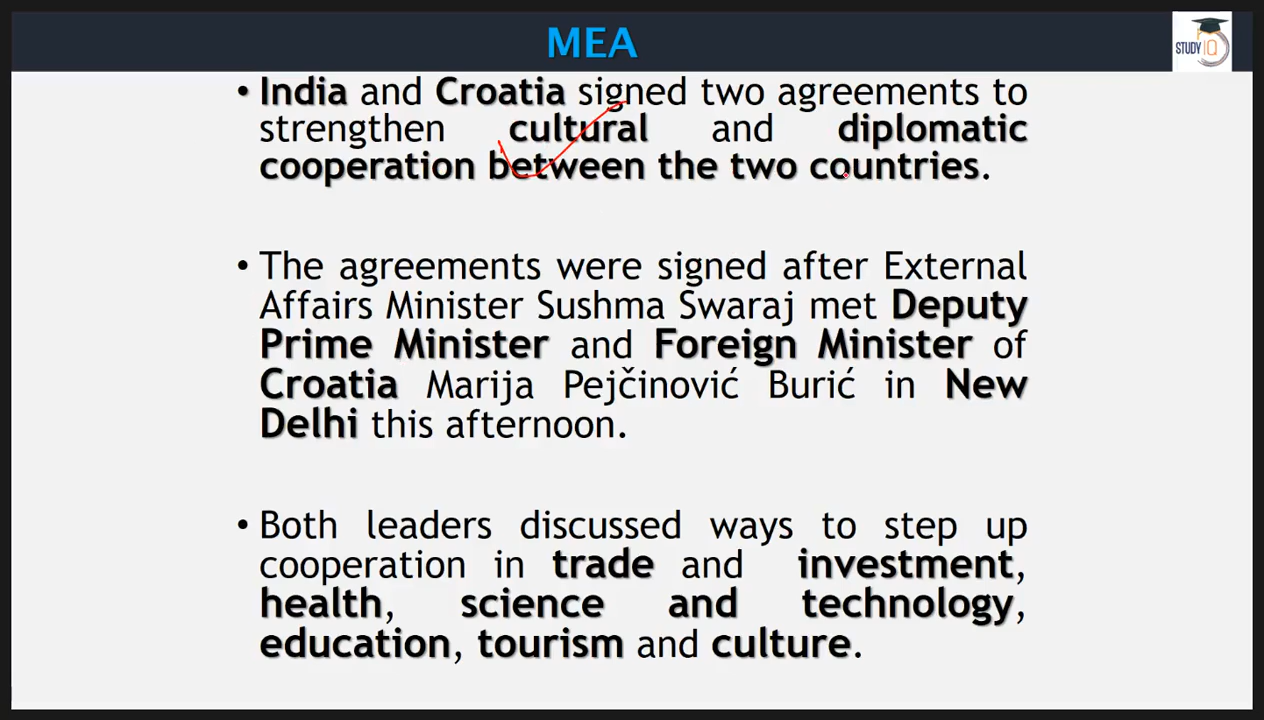 MEA
STUDY IQ
• India and Croatia signed two agreements to
strengthen cultural and diplomatic
cooperation between the two countries.
• The agreements were signed after External
Affairs Minister Sushma Swaraj met Deputy
Prime Minister and Foreign Minister of
Croatia Marija Pejčinović Burić in New
Delhi this afternoon.
• Both leaders discussed ways to step up
cooperation in trade and investment,
health, science and technology,
education, tourism and culture.